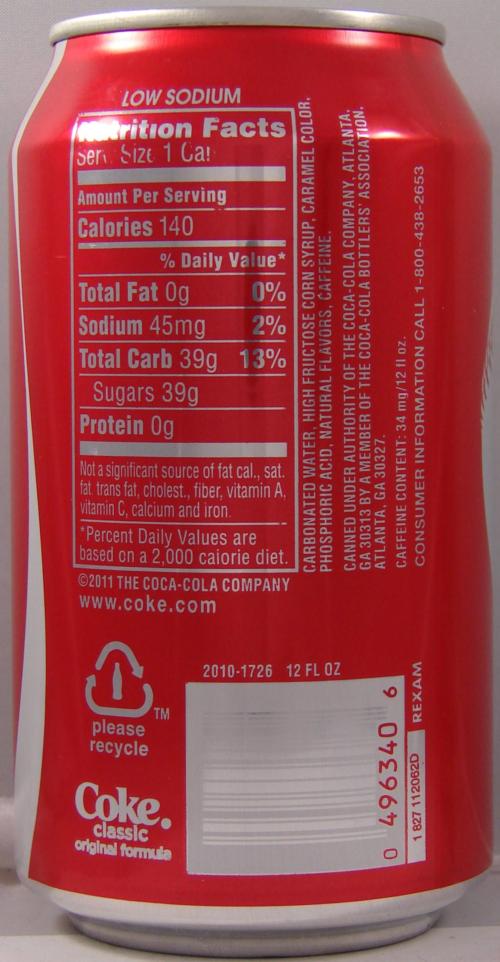 LOW SODIUM
Nutrition Facts
Serv. Size 1 Can
Amount Per Serving
Calories 140
% Daily Value*
Total Fat 0g 0%
Sodium 45mg 2%
Total Carb 39g 13%
Sugars 39g
Protein 0g
Not a significant source of fat cal., sat.
fat, trans fat, cholest., fiber, vitamin A,
vitamin C, calcium and iron.
*Percent Daily Values are
based on a 2,000 calorie diet.
©2011 THE COCA-COLA COMPANY
www.coke.com
CARBONATED WATER, HIGH FRUCTOSE CORN SYRUP, CARAMEL COLOR,
PHOSPHORIC ACID, NATURAL FLAVORS, CAFFEINE.
CANNED UNDER AUTHORITY OF THE COCA-COLA COMPANY, ATLANTA,
GA 30313 BY A MEMBER OF THE COCA-COLA BOTTLERS' ASSOCIATION,
ATLANTA, GA 30327.
CAFFEINE CONTENT: 34 mg/12 fl oz.
CONSUMER INFORMATION CALL 1-800-438-2653
please
recycle
TM
Coke.
classic
original formula
2010-1726 12 FL OZ
0 496340 6
1 827 112062D
REXAM